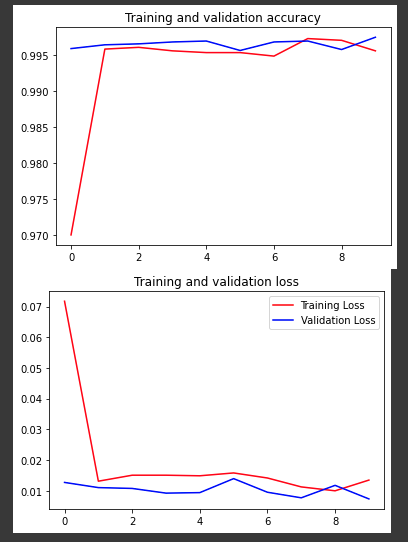 Training and validation accuracy
0.995
0.990
0.985
0.980
0.975
0.970
0 2 4 6 8
Training and validation loss
0.07
0.06
0.05
0.04
0.03
0.02
0.01
Training Loss
Validation Loss
0 2 4 6 8